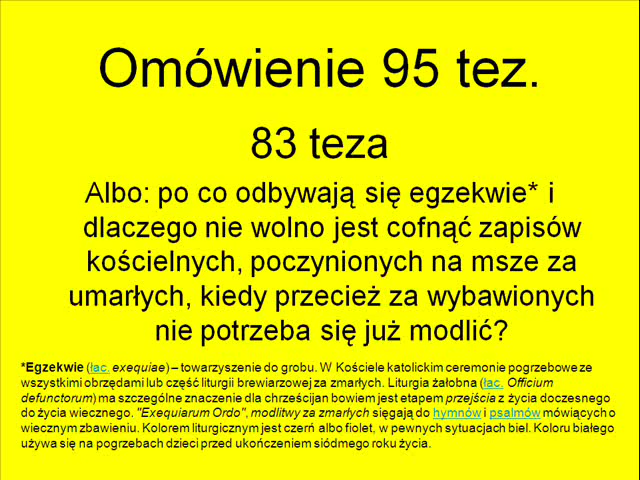 Omówienie 95 tez.
83 teza
Albo: po co odbywają się egzekwie* i
dlaczego nie wolno jest cofnąć zapisów
kościelnych, poczynionych na msze za
umarłych, kiedy przecież za wybawionych
nie potrzeba się już modlić?
*Egzekwie (łac. exequiae) – towarzyszenie do grobu. W Kościele katolickim ceremonie pogrzebowe ze
wszystkimi obrzędami lub część liturgii brewiarzowej za zmarłych. Liturgia żałobna (łac. Officium
defunctorum) ma szczególne znaczenie dla chrześcijan bowiem jest etapem przejścia z życia doczesnego
do życia wiecznego. "Exequiarum Ordo", modlitwy za zmarłych sięgają do hymnów i psalmów mówiących o
wiecznym zbawieniu. Kolorem liturgicznym jest czerń albo fiolet, w pewnych sytuacjach biel. Koloru białego
używa się na pogrzebach dzieci przed ukończeniem siódmego roku życia.